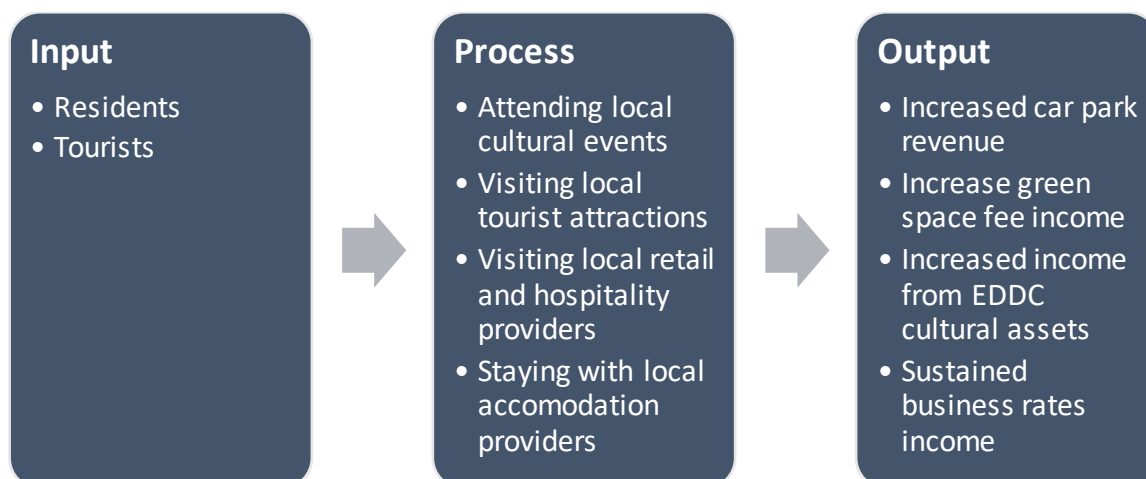 Input
• Residents
• Tourists
Process
• Attending local
cultural events
• Visiting local
tourist attractions
• Visiting local retail
and hospitality
providers
• Staying with local
accomodation
providers
Output
• Increased car park
revenue
• Increase green
space fee income
• Increased income
from EDDC
cultural assets
• Sustained
business rates
income